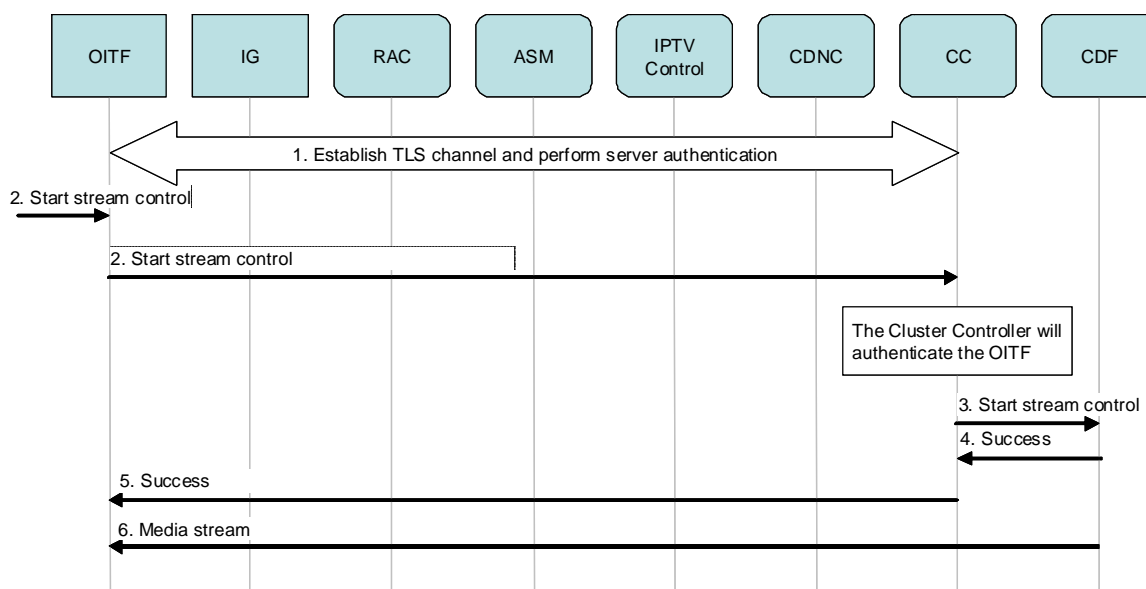 OITF
IG
RAC
ASM
IPTV
Control
CDNC
CC
CDF
1. Establish TLS channel and perform server authentication
2. Start stream control
2. Start stream control
The Cluster Controller will
authenticate the OITF
3. Start stream control
4. Success
5. Success
6. Media stream